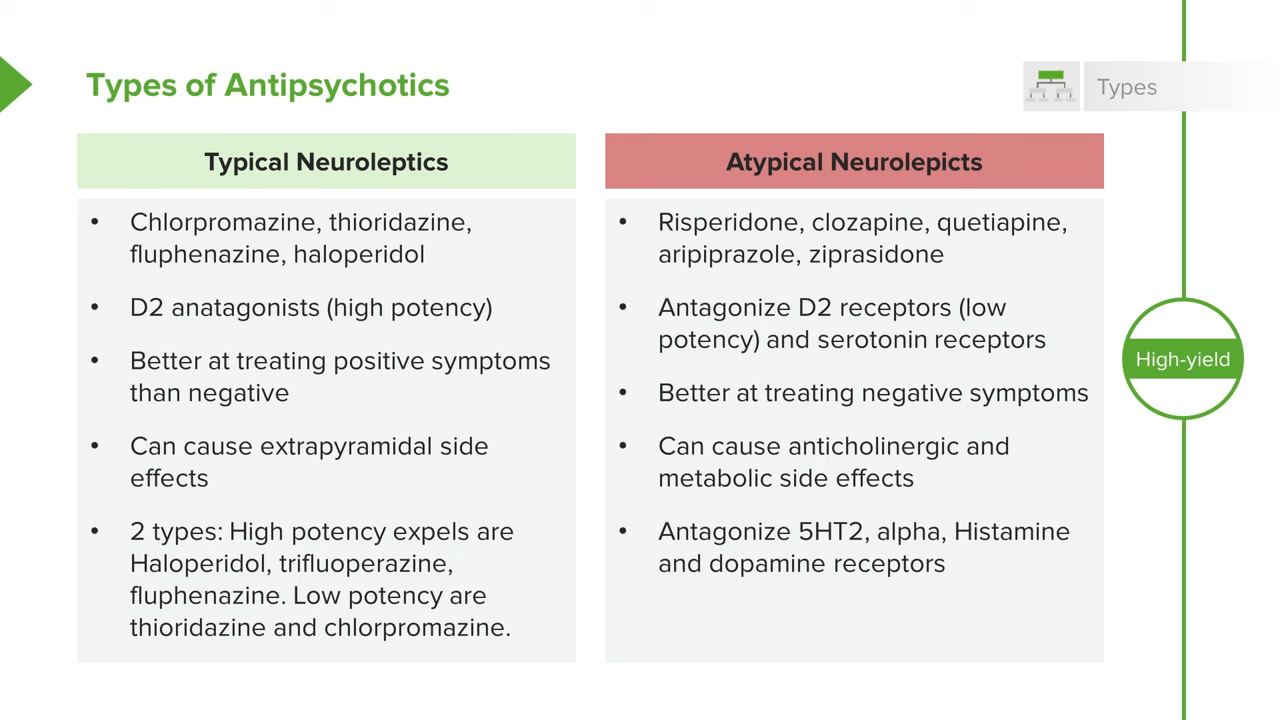 Types of Antipsychotics
Types
Typical Neuroleptics
• Chlorpromazine, thioridazine,
fluphenazine, haloperidol
• D2 anatagonists (high potency)
• Better at treating positive symptoms
than negative
• Can cause extrapyramidal side
effects
• 2 types: High potency expels are
Haloperidol, trifluoperazine,
fluphenazine. Low potency are
thioridazine and chlorpromazine.
Atypical Neurolepicts
• Risperidone, clozapine, quetiapine,
aripiprazole, ziprasidone
• Antagonize D2 receptors (low
potency) and serotonin receptors
• Better at treating negative symptoms
• Can cause anticholinergic and
metabolic side effects
• Antagonize 5HT2, alpha, Histamine
and dopamine receptors
High-yield